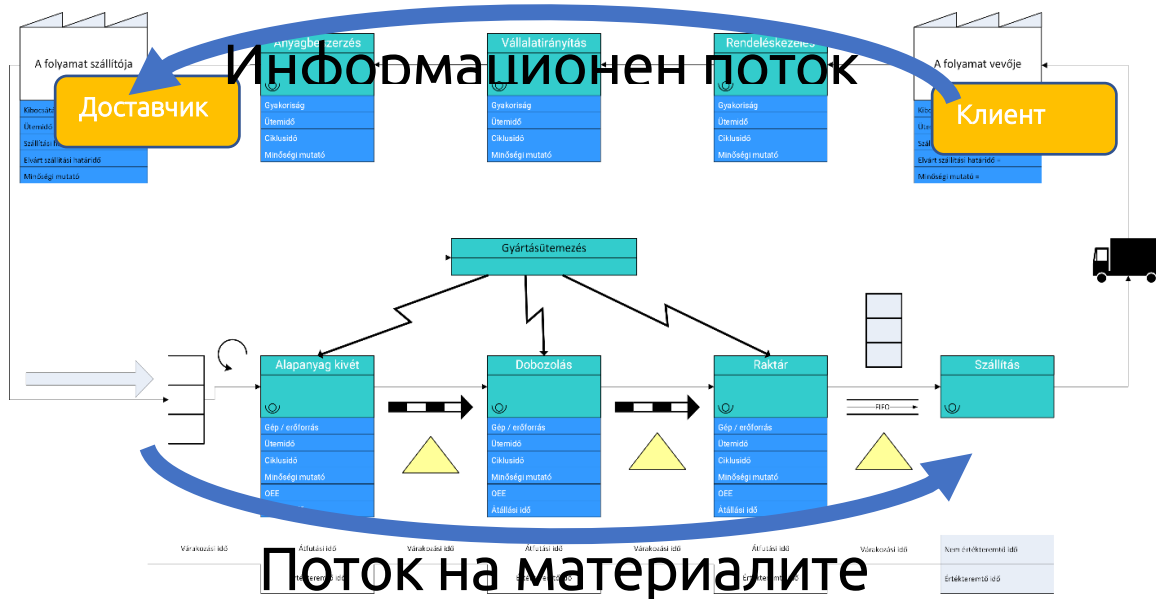 Anyagbeszerzés
Vállalatirányítás
Rendeléskezelés
Информационен поток
A folyamat szállítója
A folyamat vevője
Доставчик
Клиент
Gyakoriság
Ütemidő
Ciklusidő
Minőségi mutató
Gyakoriság
Ütemidő
Ciklusidő
Minőségi mutató
Gyakoriság
Ütemidő
Ciklusidő
Minőségi mutató
Ütemidő
Elvárt szállítási határidő
Minőségi mutató
Elvárt szállítási határidő =
Minőségi mutató =
Gyártásütemezés
Alapanyag kivét
Dobozolás
Raktár
Szállítás
FIFO
Gép / erőforrás
Ütemidő
Ciklusidő
Minőségi mutató
OEE
Gép / erőforrás
Ütemidő
Ciklusidő
Minőségi mutató
OEE
Átállási idő
Gép / erőforrás
Ütemidő
Ciklusidő
Minőségi mutató
OEE
Átállási idő
Várakozási idő
Átfutási idő
Várakozási idő
Átfutási idő
Várakozási idő
Átfutási idő
Várakozási idő
Nem értékteremtő idő
Поток на материалите
Értékteremtő idő